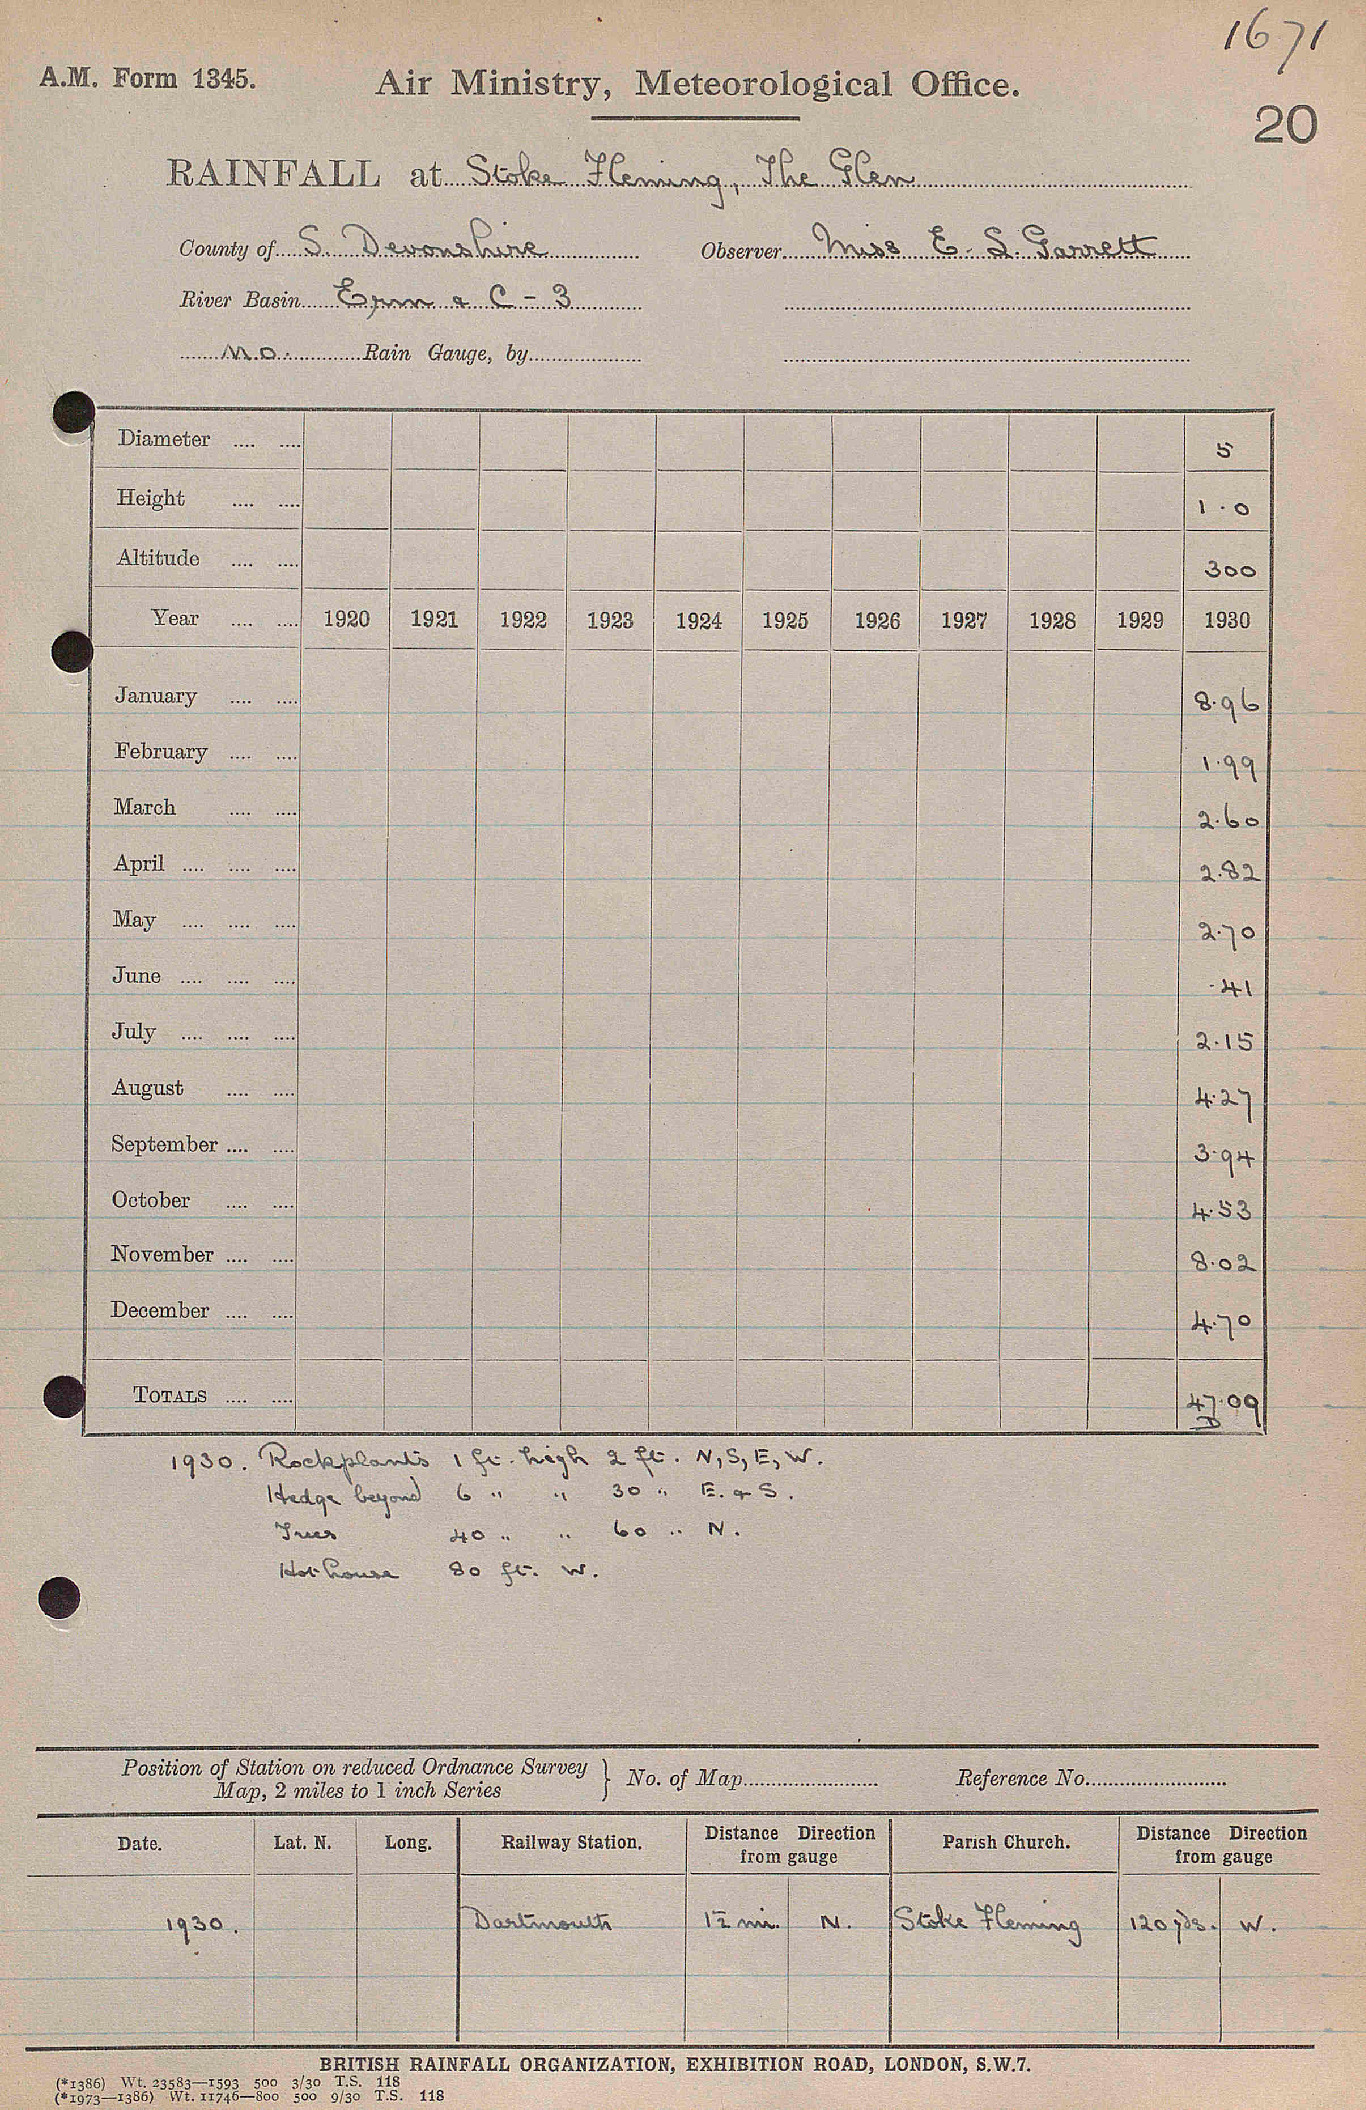 1671
A.M. Form 1345. Air Ministry, Meteorological Office.
20
RAINFALL at Stoke Fleming, The Glen
County of S. Devonshire Observer Miss E. S. Garrett
River Basin Erm & C - 3
M.O. Rain Gauge, by
Diameter .... .... 5
Height .... .... 1.0
Altitude .... .... 300
Year .... .... 1920 1921 1922 1923 1924 1925 1926 1927 1928 1929 1930
January .... .... 8.96
February .... .... 1.99
March .... .... 2.60
April .... .... .... 2.82
May .... .... .... 2.70
June .... .... .... .41
July .... .... .... 2.15
August .... .... 4.27
September .... .... 3.94
October .... .... 4.53
November .... .... 8.02
December .... .... 4.70
TOTALS .... .... 47.09
D
1930. Rockplants 1 ft. high 2 ft. N, S, E, W.
Hedge beyond 6 " " 30 " E. & S.
Trees 40 " " 60 " N.
Hothouse 80 ft. W.
Position of Station on reduced Ordnance Survey
Map, 2 miles to 1 inch Series } No. of Map Reference No.
Date. Lat. N. Long. Railway Station. Distance Direction from gauge Parish Church. Distance Direction from gauge
1930. Dartmouth 1½ mi. N. Stoke Fleming 120 yds. W.
BRITISH RAINFALL ORGANIZATION, EXHIBITION ROAD, LONDON, S.W.7.
(*1386) Wt. 23583—1593 500 3/30 T.S. 118
(*1973—1386) Wt. 11746—800 500 9/30 T.S. 118